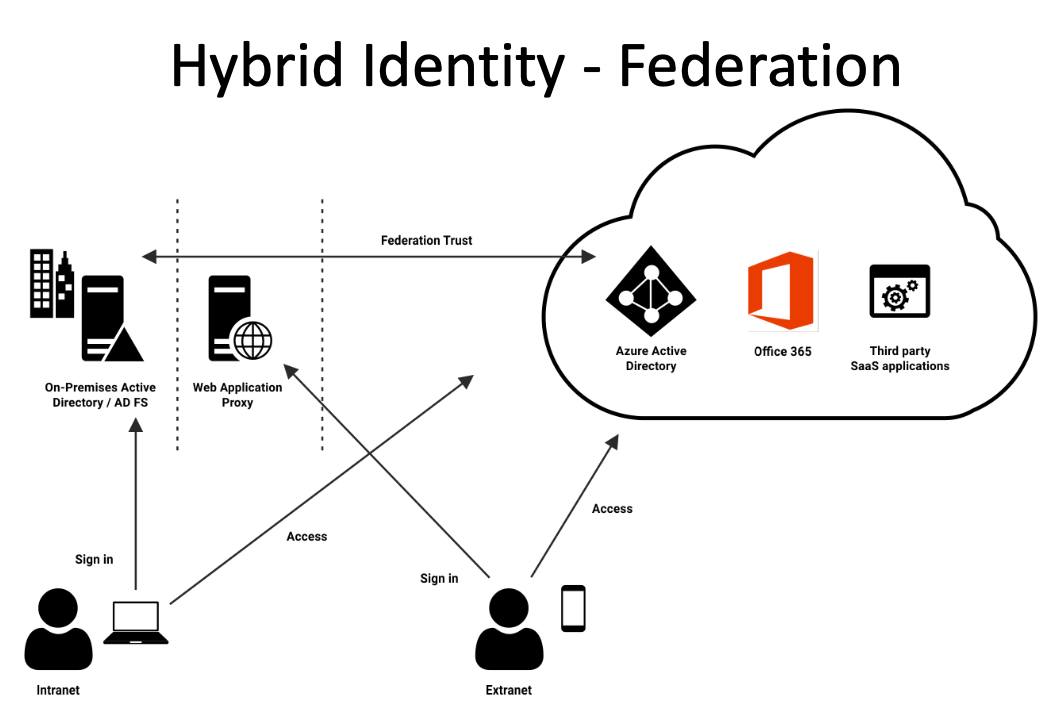 Hybrid Identity - Federation
Federation Trust
On-Premises Active
Directory / AD FS
Web Application
Proxy
Azure Active
Directory
Office 365
Third party
SaaS applications
Access
Access
Sign in
Sign in
Intranet
Extranet